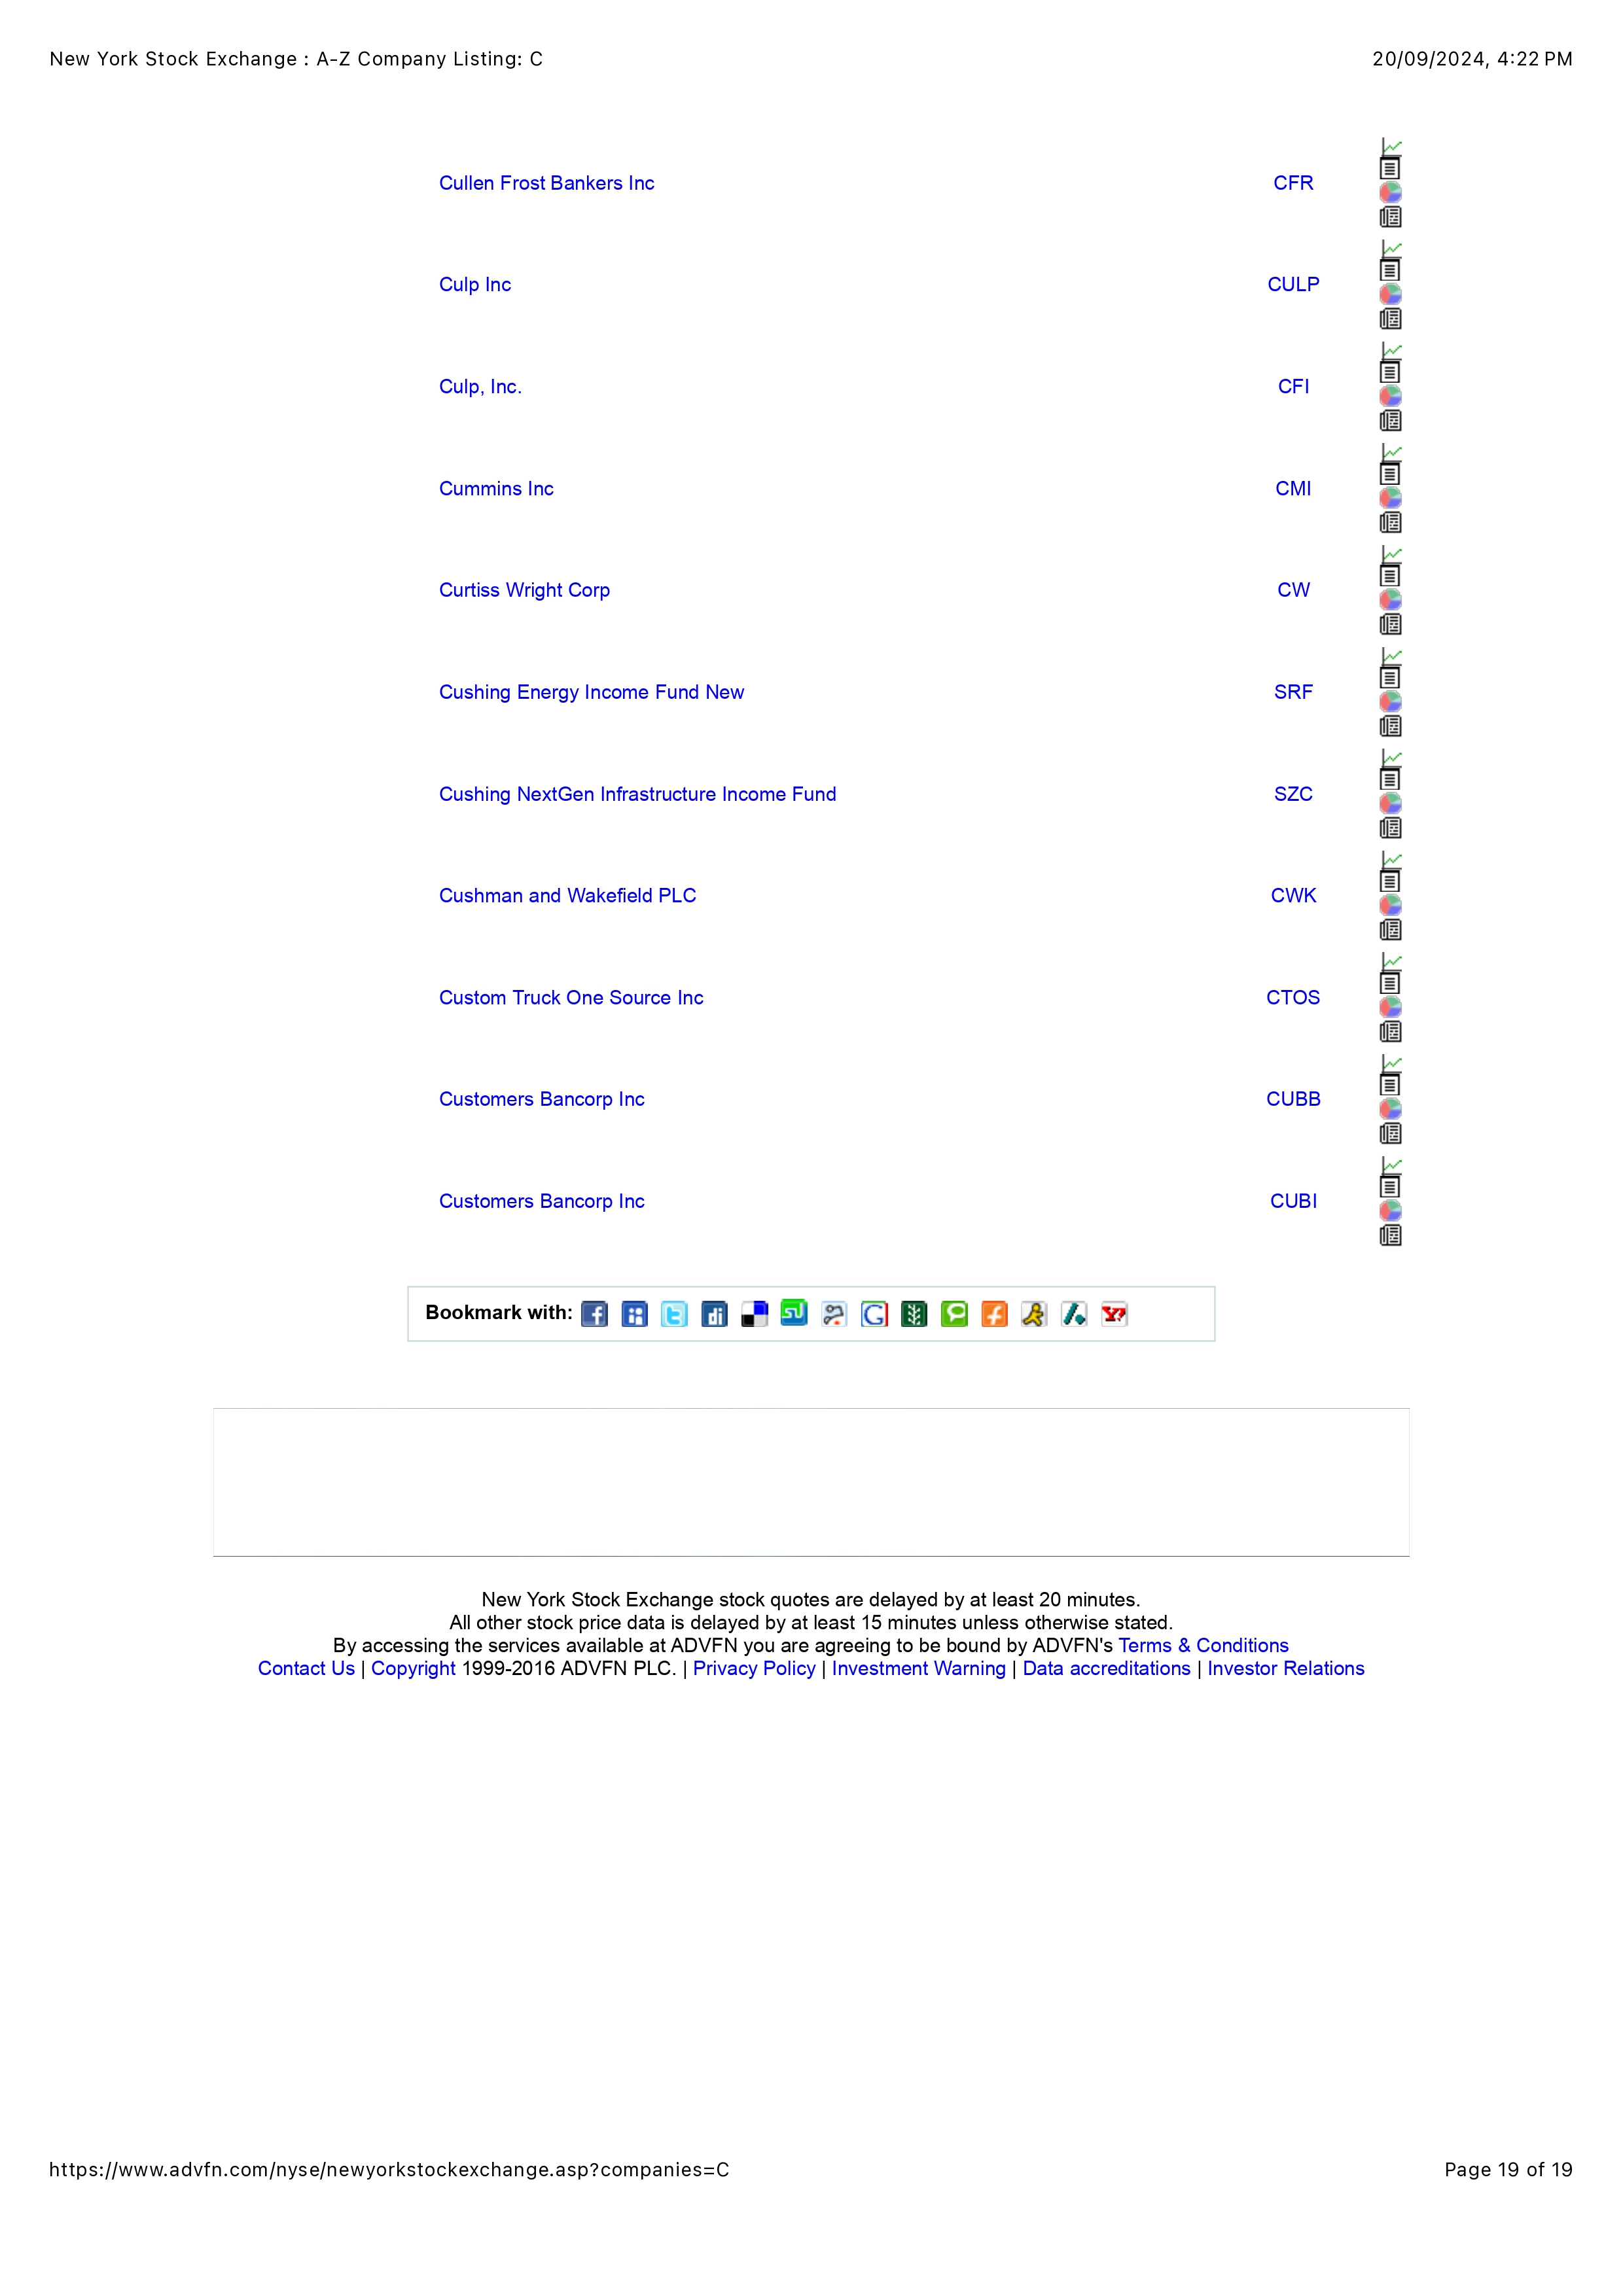 New York Stock Exchange : A-Z Company Listing: C 20/09/2024, 4:22 PM
Cullen Frost Bankers Inc CFR
Culp Inc CULP
Culp, Inc. CFI
Cummins Inc CMI
Curtiss Wright Corp CW
Cushing Energy Income Fund New SRF
Cushing NextGen Infrastructure Income Fund SZC
Cushman and Wakefield PLC CWK
Custom Truck One Source Inc CTOS
Customers Bancorp Inc CUBB
Customers Bancorp Inc CUBI
Bookmark with:
New York Stock Exchange stock quotes are delayed by at least 20 minutes.
All other stock price data is delayed by at least 15 minutes unless otherwise stated.
By accessing the services available at ADVFN you are agreeing to be bound by ADVFN's Terms & Conditions
Contact Us | Copyright 1999-2016 ADVFN PLC. | Privacy Policy | Investment Warning | Data accreditations | Investor Relations
https://www.advfn.com/nyse/newyorkstockexchange.asp?companies=C Page 19 of 19